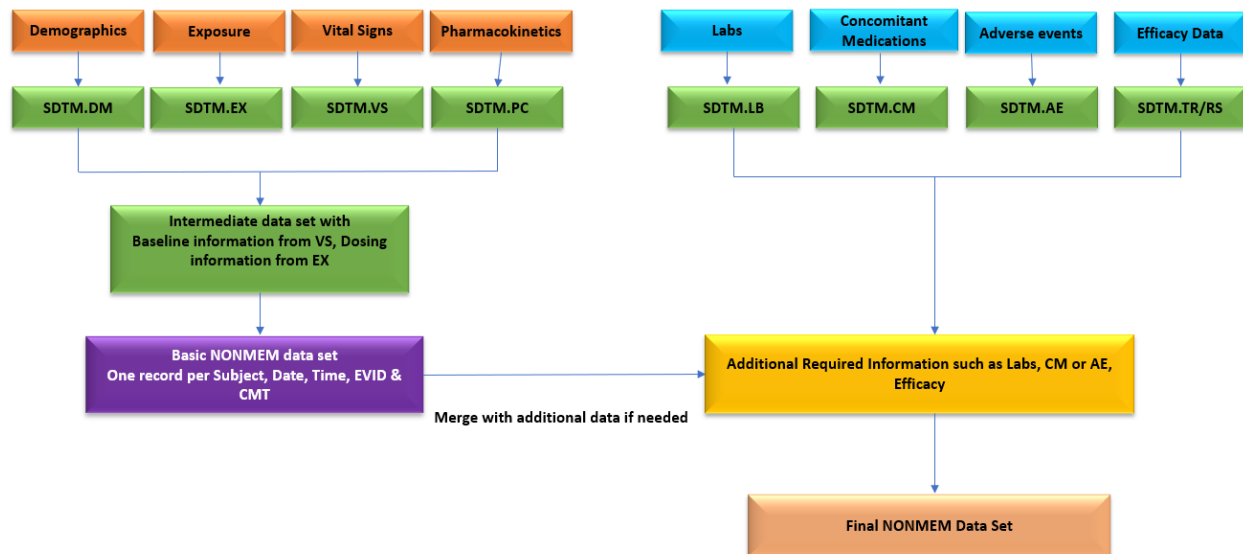 Demographics
Exposure
Vital Signs
Pharmacokinetics
Labs
Concomitant
Medications
Adverse events
Efficacy Data
SDTM.DM
SDTM.EX
SDTM.VS
SDTM.PC
SDTM.LB
SDTM.CM
SDTM.AE
SDTM.TR/RS
Intermediate data set with
Baseline information from VS, Dosing
information from EX
Basic NONMEM data set
One record per Subject, Date, Time, EVID &
CMT
Merge with additional data if needed
Additional Required Information such as Labs, CM or AE,
Efficacy
Final NONMEM Data Set